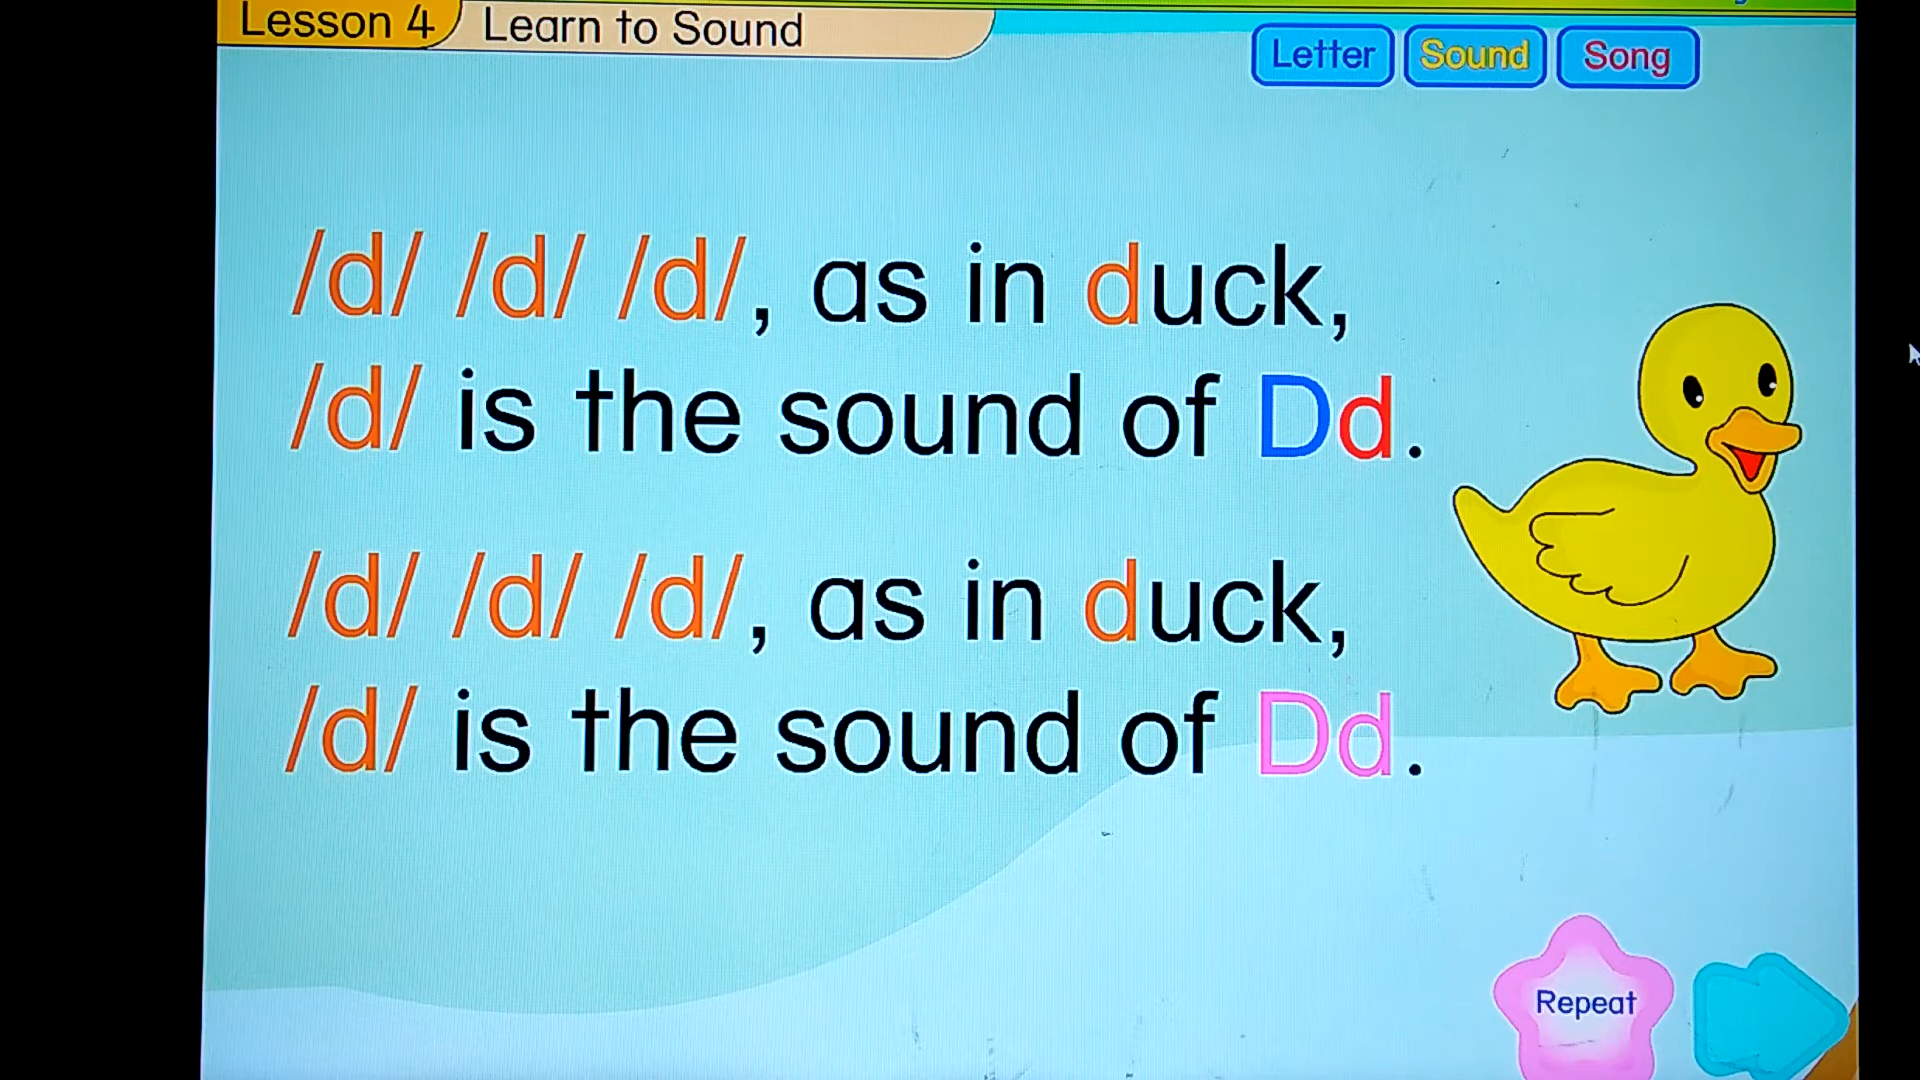 Lesson 4 Learn to Sound
Letter Sound Song
/d/ /d/ /d/, as in duck,
/d/ is the sound of Dd.
/d/ /d/ /d/, as in duck,
/d/ is the sound of Dd.
Repeat